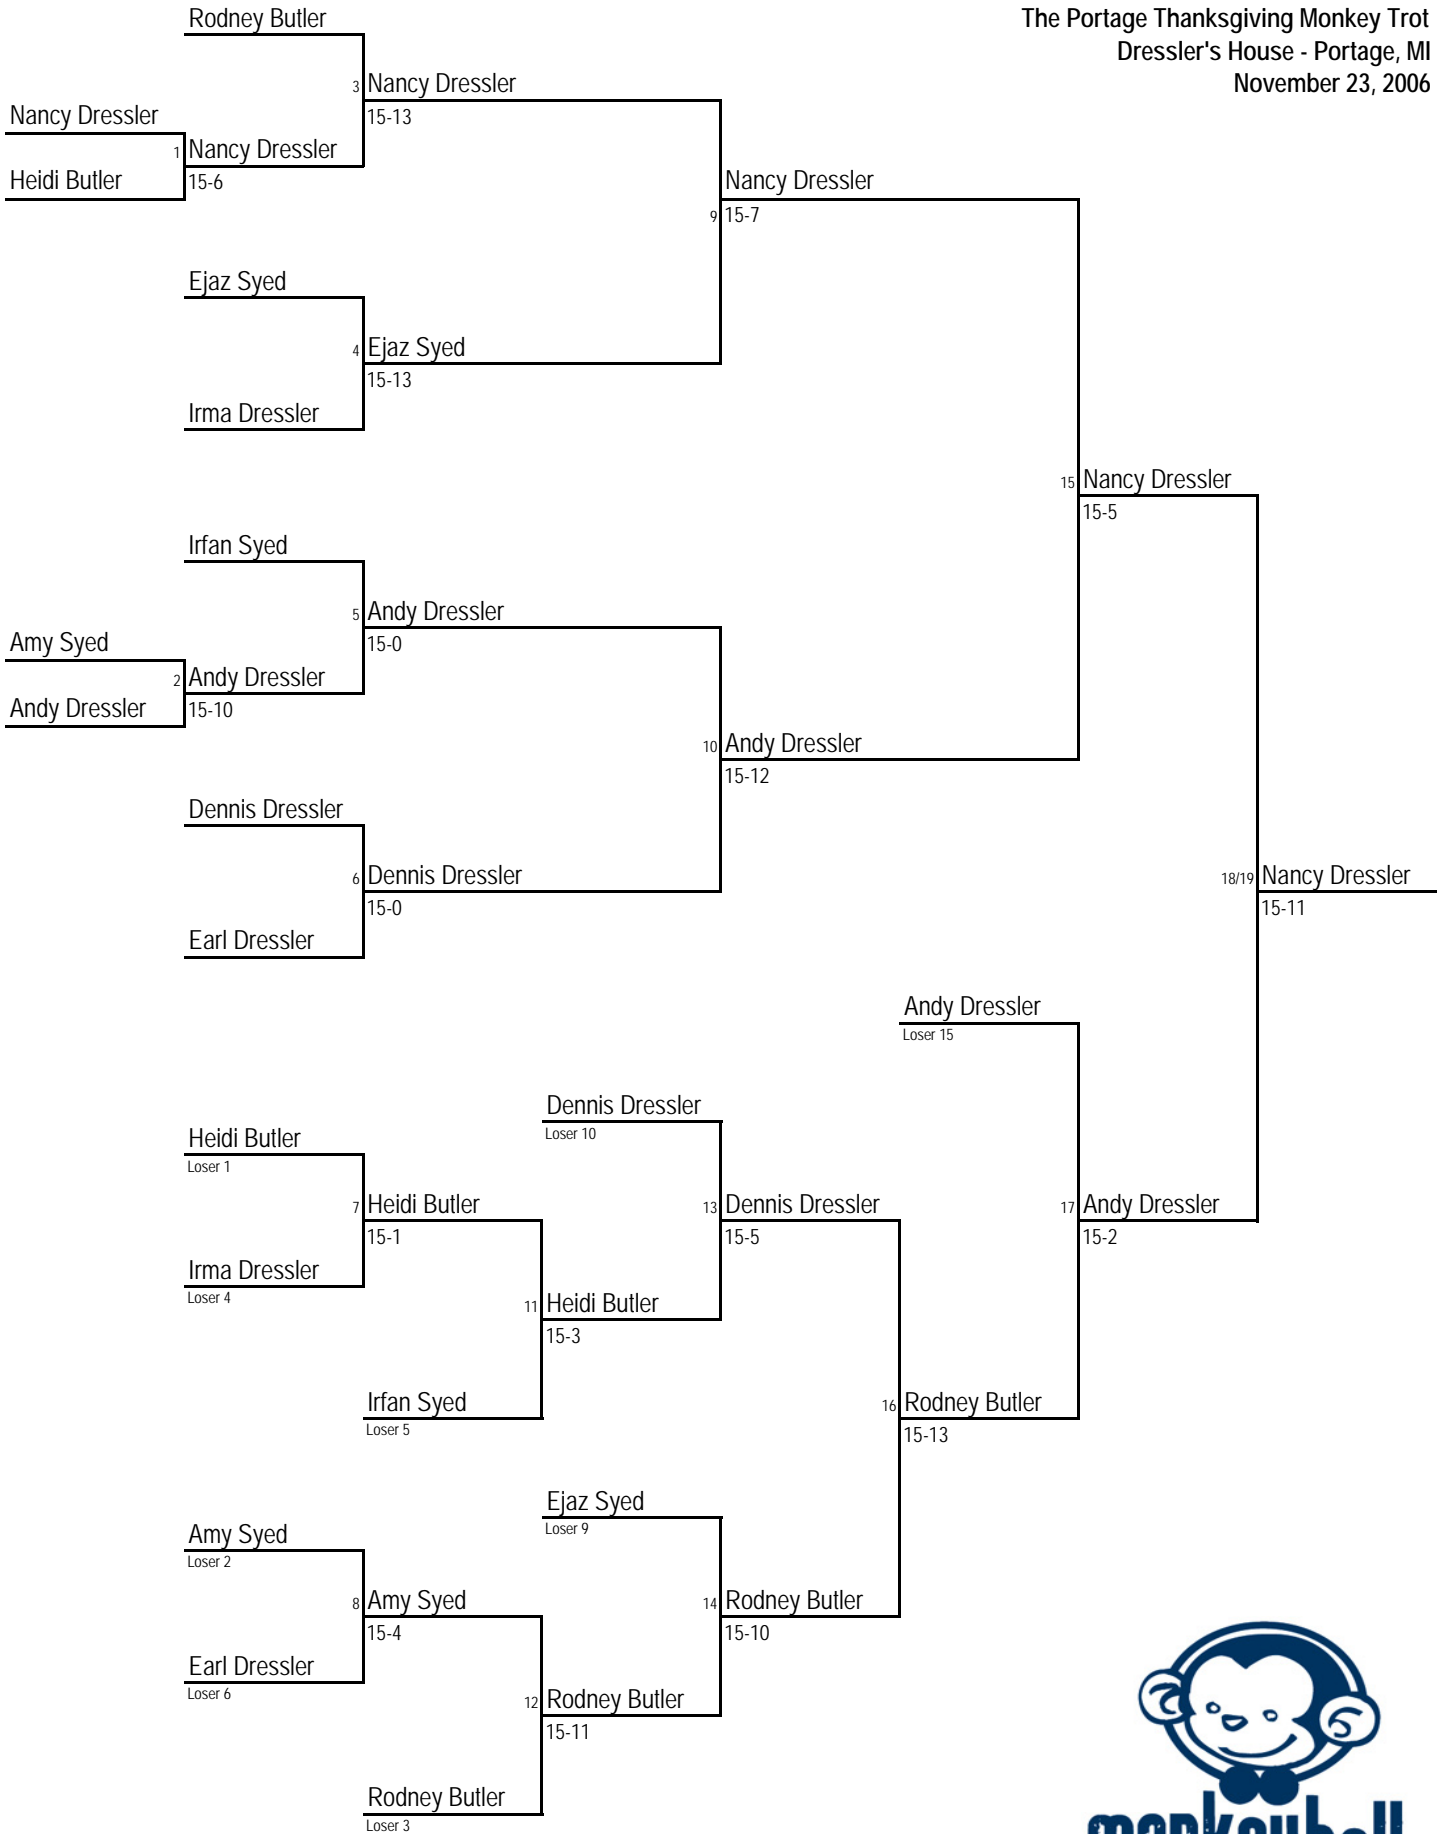 The Portage Thanksgiving Monkey Trot
Dressler's House - Portage, MI
November 23, 2006
Rodney Butler
3 Nancy Dressler
15-13
Nancy Dressler
1 Nancy Dressler
15-6
Heidi Butler
Nancy Dressler
9 15-7
Ejaz Syed
4 Ejaz Syed
15-13
Irma Dressler
15 Nancy Dressler
15-5
Irfan Syed
5 Andy Dressler
15-0
Amy Syed
2 Andy Dressler
15-10
Andy Dressler
10 Andy Dressler
15-12
Dennis Dressler
6 Dennis Dressler
15-0
Earl Dressler
18/19 Nancy Dressler
15-11
Andy Dressler
Loser 15
Dennis Dressler
Loser 10
Heidi Butler
Loser 1
7 Heidi Butler
15-1
Irma Dressler
Loser 4
13 Dennis Dressler
15-5
17 Andy Dressler
15-2
11 Heidi Butler
15-3
Irfan Syed
Loser 5
16 Rodney Butler
15-13
Ejaz Syed
Loser 9
Amy Syed
Loser 2
8 Amy Syed
15-4
Earl Dressler
Loser 6
14 Rodney Butler
15-10
12 Rodney Butler
15-11
Rodney Butler
Loser 3
monkeyball